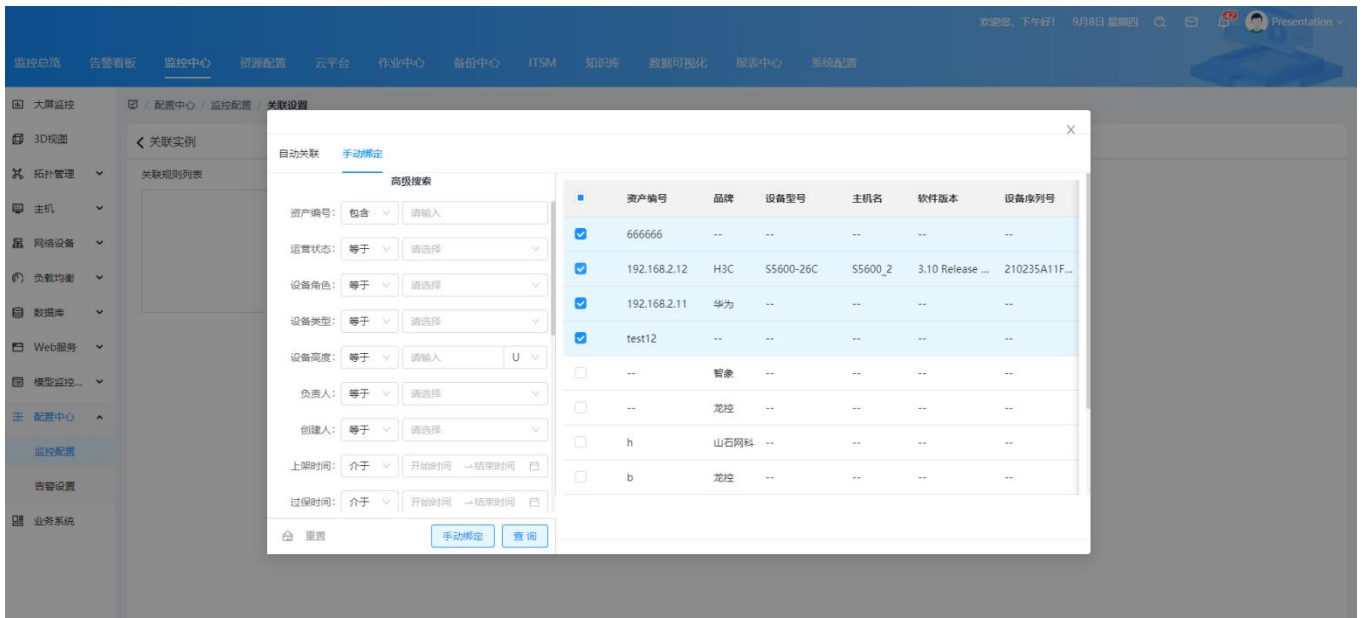 欢迎您，下午好! 9月8日 星期四 42 Presentation
监控总览 告警看板 监控中心 资源配置 云平台 作业中心 备份中心 ITSM 知识库 数据可视化 报表中心 系统配置
大屏监控
3D视图
拓扑管理
主机
网络设备
负载均衡
数据库
Web服务
模型监控...
配置中心
监控配置
告警设置
业务系统
/ 配置中心 / 监控配置 / 关联设置
关联实例
关联规则列表
自动关联 手动绑定
高级搜索
资产编号: 包含 请输入
运营状态: 等于 请选择
设备角色: 等于 请选择
设备类型: 等于 请选择
设备高度: 等于 请输入 U
负责人: 等于 请选择
创建人: 等于 请选择
上架时间: 介于 开始时间 → 结束时间
过保时间: 介于 开始时间 → 结束时间
重置 手动绑定 查询
资产编号 品牌 设备型号 主机名 软件版本 设备序列号
666666 -- -- -- -- --
192.168.2.12 H3C S5600-26C S5600_2 3.10 Release ... 210235A11F...
192.168.2.11 华为 -- -- -- --
test12 -- -- -- -- --
-- 智象 -- -- -- --
-- 龙控 -- -- -- --
h 山石网科 -- -- -- --
b 龙控 -- -- -- --